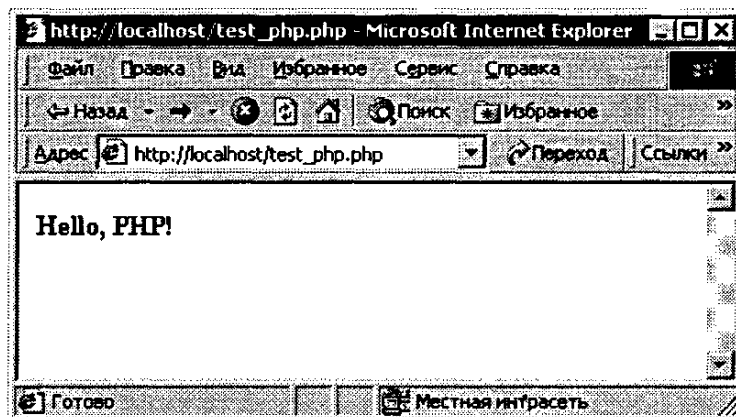 http://localhost/test_php.php - Microsoft Internet Explorer
Файл Правка Вид Избранное Сервис Справка
Назад Поиск Избранное »
Адрес http://localhost/test_php.php Переход Ссылки »
Hello, PHP!
Готово Местная интрасеть